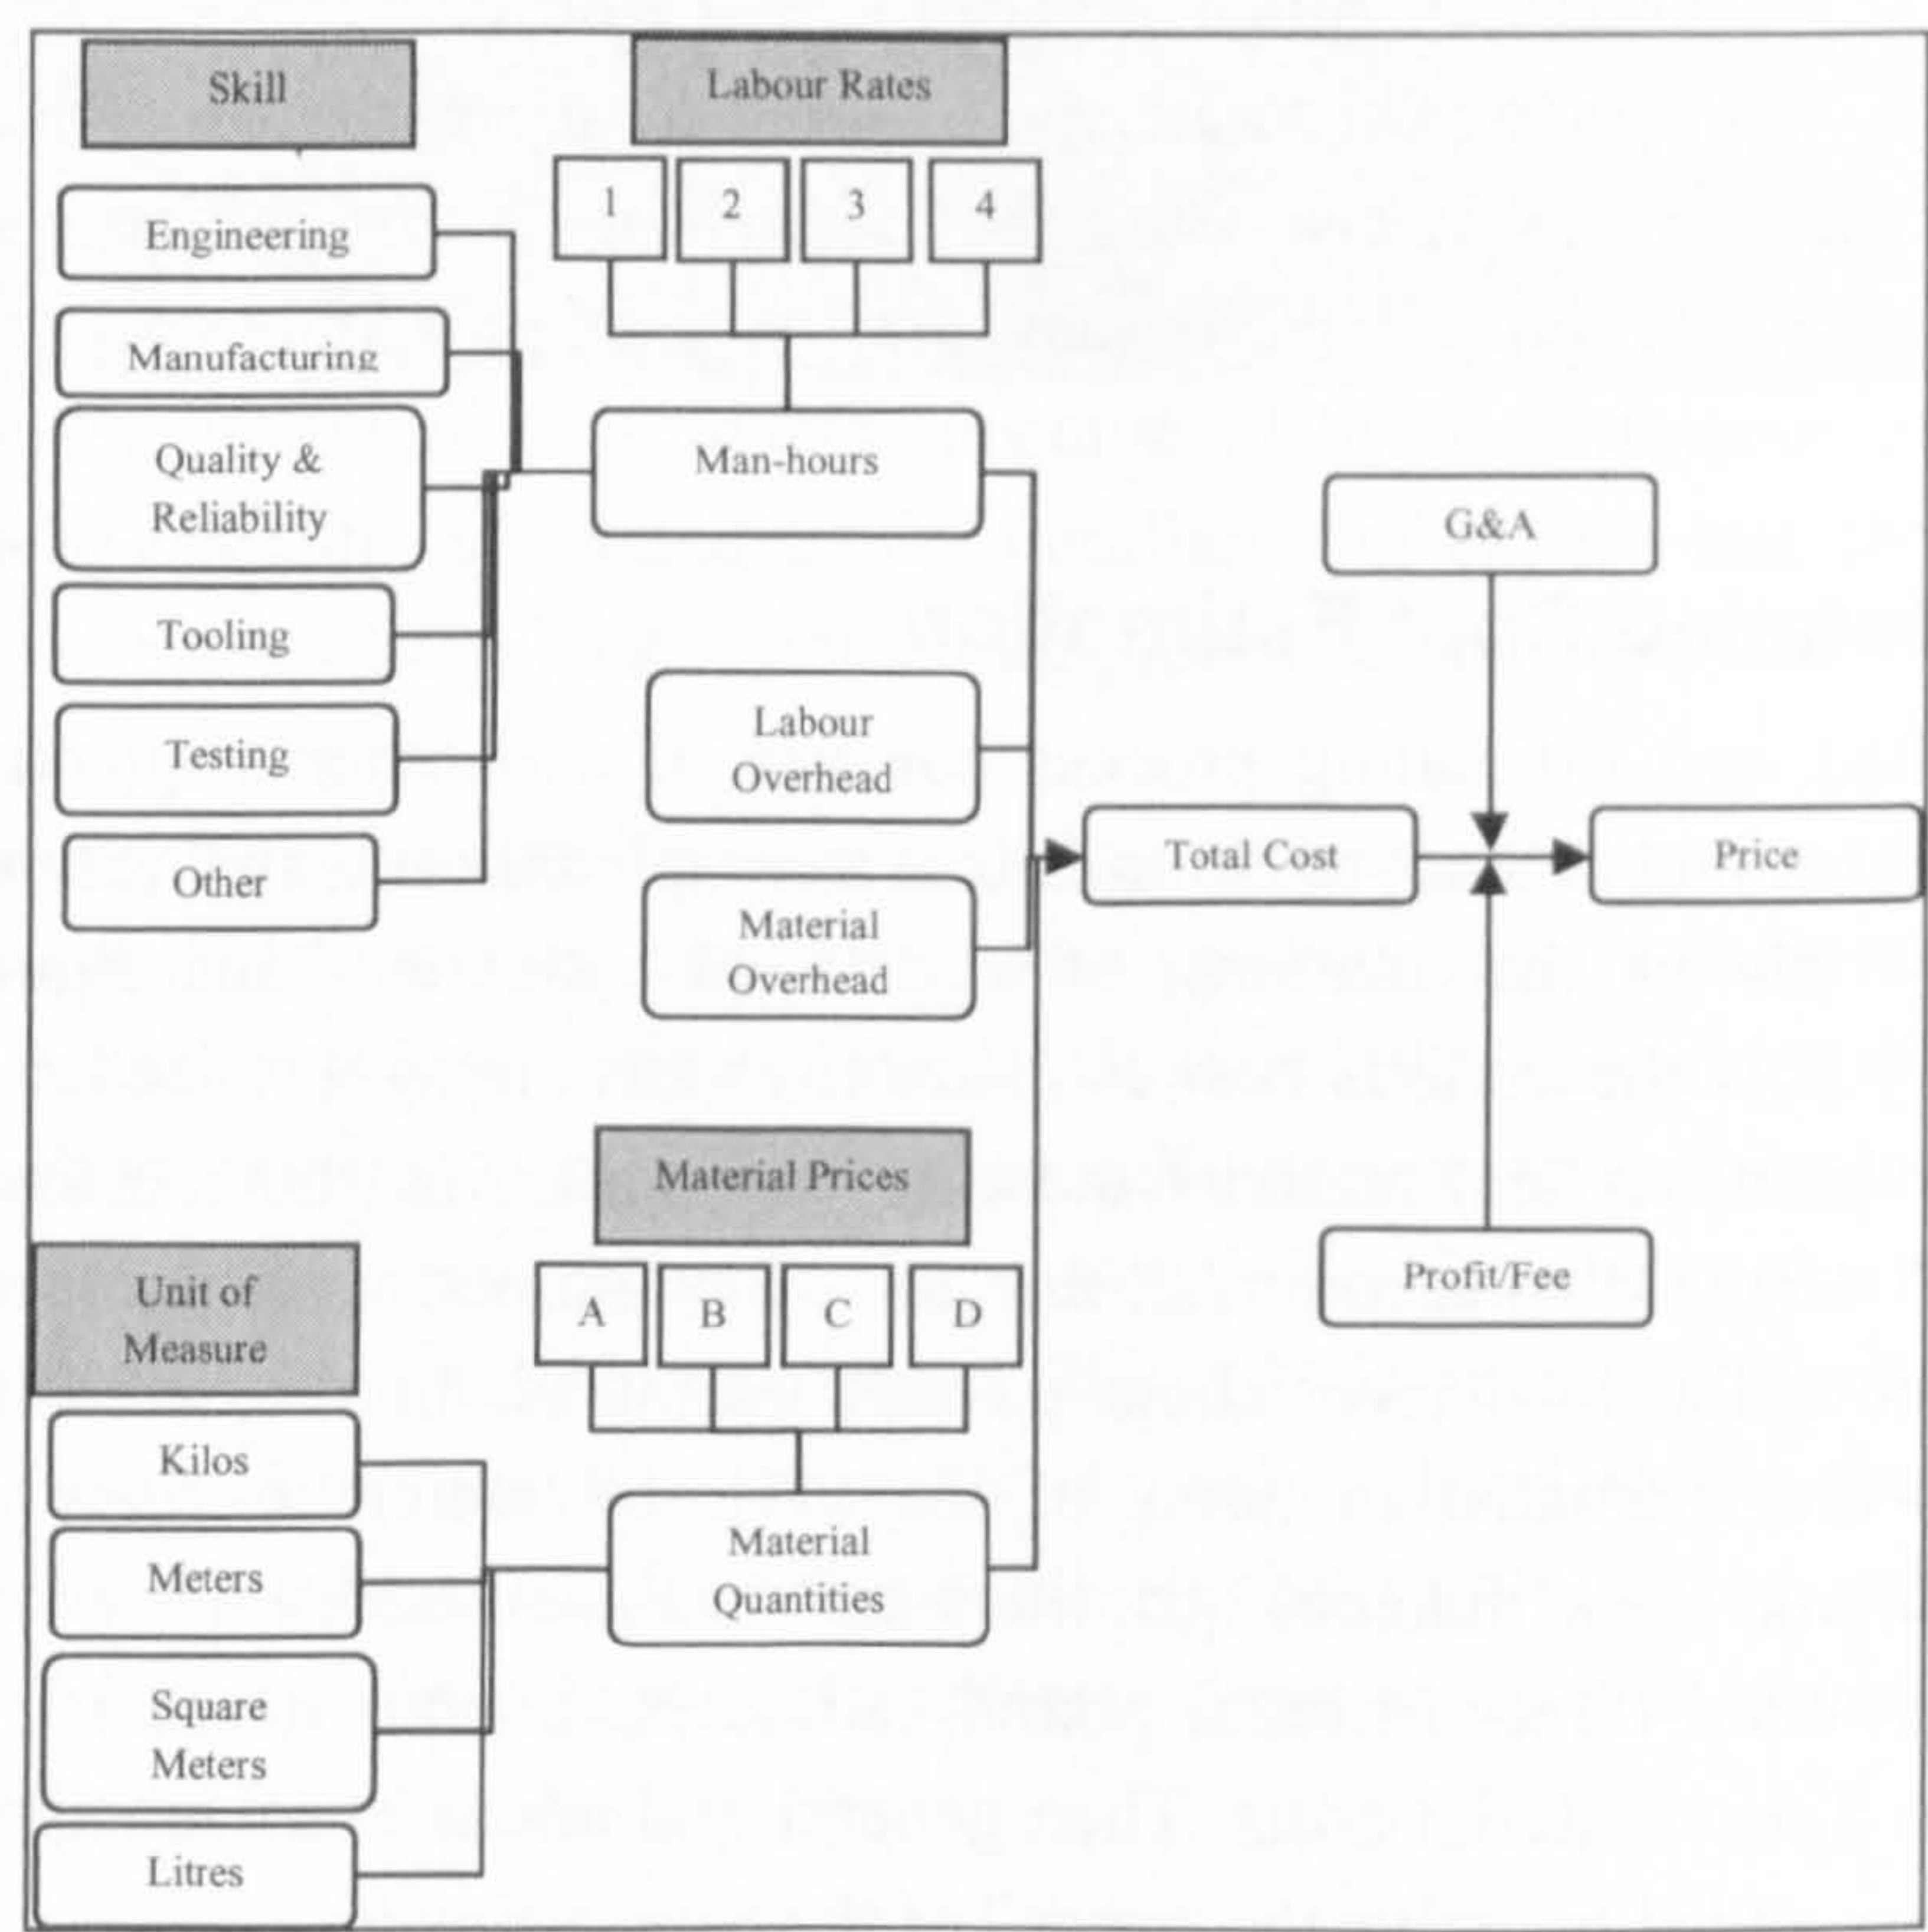 Skill
Labour Rates
1
2
3
4
Engineering
Manufacturing
Quality &
Reliability
Tooling
Testing
Other
Man-hours
Labour
Overhead
Material
Overhead
G&A
Total Cost
Price
Profit/Fee
Material Prices
A
B
C
D
Unit of
Measure
Kilos
Meters
Square
Meters
Litres
Material
Quantities